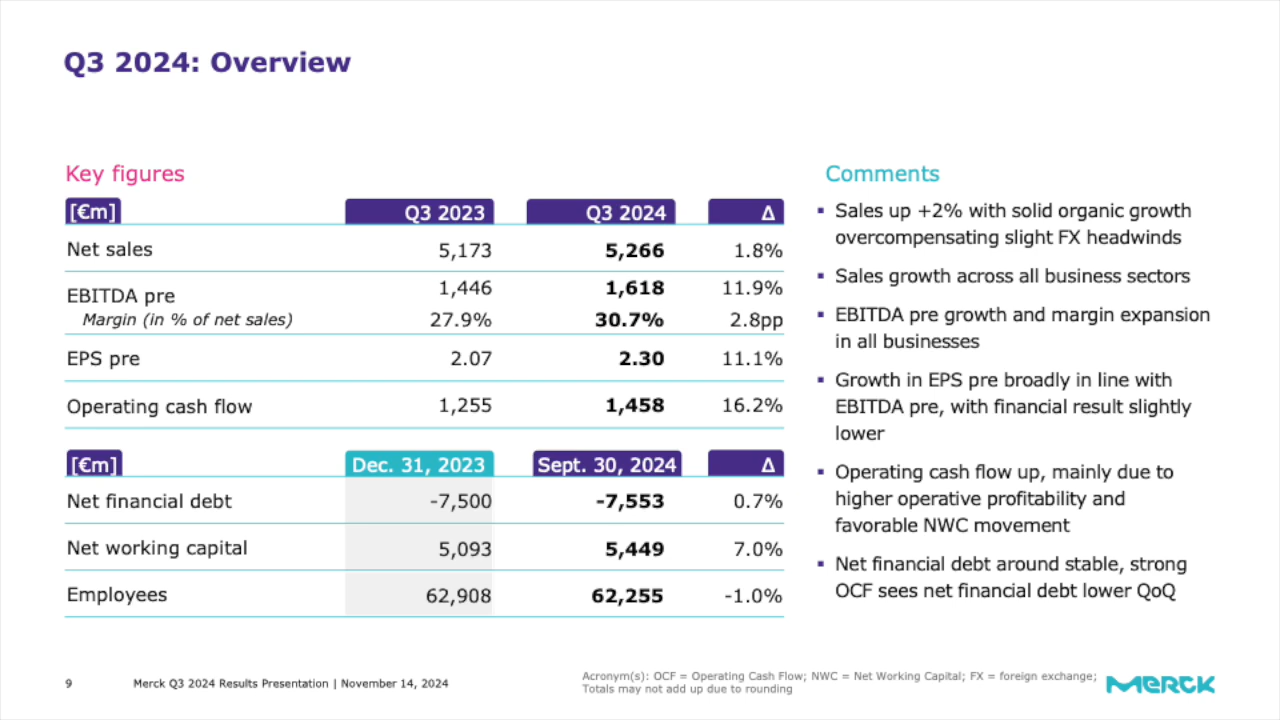 Q3 2024: Overview
Key figures
[€m] Q3 2023 Q3 2024 Δ
Net sales 5,173 5,266 1.8%
EBITDA pre 1,446 1,618 11.9%
Margin (in % of net sales) 27.9% 30.7% 2.8pp
EPS pre 2.07 2.30 11.1%
Operating cash flow 1,255 1,458 16.2%
[€m] Dec. 31, 2023 Sept. 30, 2024 Δ
Net financial debt -7,500 -7,553 0.7%
Net working capital 5,093 5,449 7.0%
Employees 62,908 62,255 -1.0%
Comments
▪ Sales up +2% with solid organic growth
overcompensating slight FX headwinds
▪ Sales growth across all business sectors
▪ EBITDA pre growth and margin expansion
in all businesses
▪ Growth in EPS pre broadly in line with
EBITDA pre, with financial result slightly
lower
▪ Operating cash flow up, mainly due to
higher operative profitability and
favorable NWC movement
▪ Net financial debt around stable, strong
OCF sees net financial debt lower QoQ
9 Merck Q3 2024 Results Presentation | November 14, 2024
Acronym(s): OCF = Operating Cash Flow; NWC = Net Working Capital; FX = foreign exchange;
Totals may not add up due to rounding
MERCK